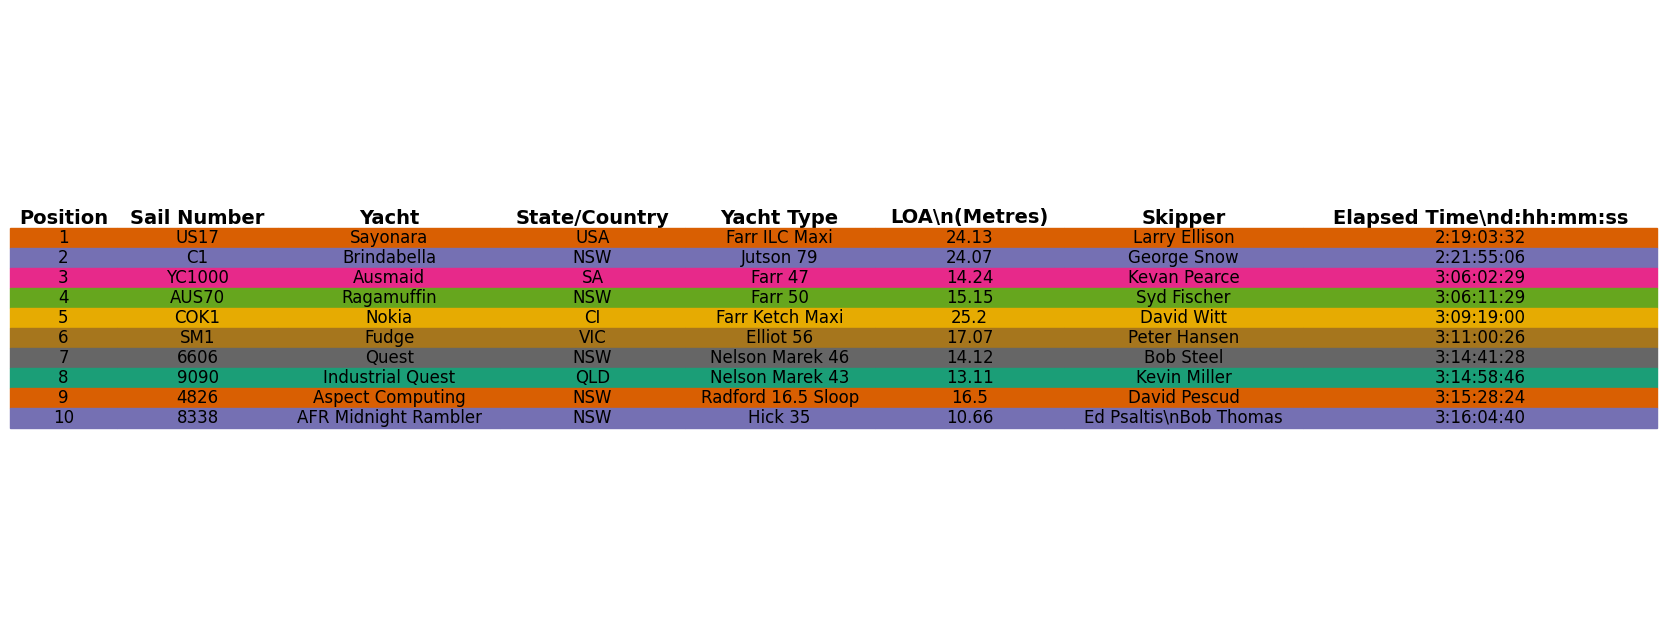 Position Sail Number Yacht State/Country Yacht Type LOA\n(Metres) Skipper Elapsed Time\nd:hh:mm:ss
1 US17 Sayonara USA Farr ILC Maxi 24.13 Larry Ellison 2:19:03:32
2 C1 Brindabella NSW Jutson 79 24.07 George Snow 2:21:55:06
3 YC1000 Ausmaid SA Farr 47 14.24 Kevan Pearce 3:06:02:29
4 AUS70 Ragamuffin NSW Farr 50 15.15 Syd Fischer 3:06:11:29
5 COK1 Nokia CI Farr Ketch Maxi 25.2 David Witt 3:09:19:00
6 SM1 Fudge VIC Elliot 56 17.07 Peter Hansen 3:11:00:26
7 6606 Quest NSW Nelson Marek 46 14.12 Bob Steel 3:14:41:28
8 9090 Industrial Quest QLD Nelson Marek 43 13.11 Kevin Miller 3:14:58:46
9 4826 Aspect Computing NSW Radford 16.5 Sloop 16.5 David Pescud 3:15:28:24
10 8338 AFR Midnight Rambler NSW Hick 35 10.66 Ed Psaltis\nBob Thomas 3:16:04:40